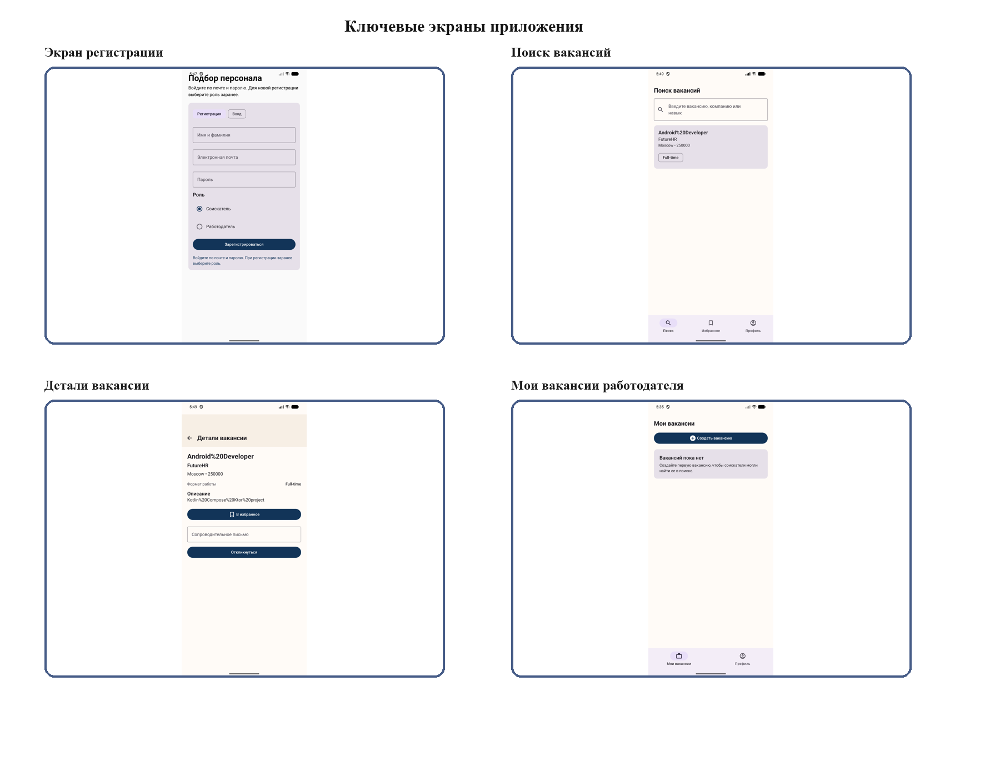 Ключевые экраны приложения
Экран регистрации
5:47
Подбор персонала
Войдите по почте и паролю. Для новой регистрации
выберите роль заранее.
Регистрация
Вход
Имя и фамилия
Электронная почта
Пароль
Роль
Соискатель
Работодатель
Зарегистрироваться
Войдите по почте и паролю. При регистрации заранее
выберите роль.
Поиск вакансий
5:49
Поиск вакансий
Введите вакансию, компанию или
навык
Android%20Developer
FutureHR
Moscow • 250000
Full-time
Поиск
Избранное
Профиль
Детали вакансии
5:49
Детали вакансии
Android%20Developer
FutureHR
Moscow • 250000
Формат работы Full-time
Описание
Kotlin%20Compose%20Ktor%20project
В избранное
Сопроводительное письмо
Откликнуться
Мои вакансии работодателя
5:35
Мои вакансии
Создать вакансию
Вакансий пока нет
Создайте первую вакансию, чтобы соискатели могли
найти ее в поиске.
Мои вакансии
Профиль